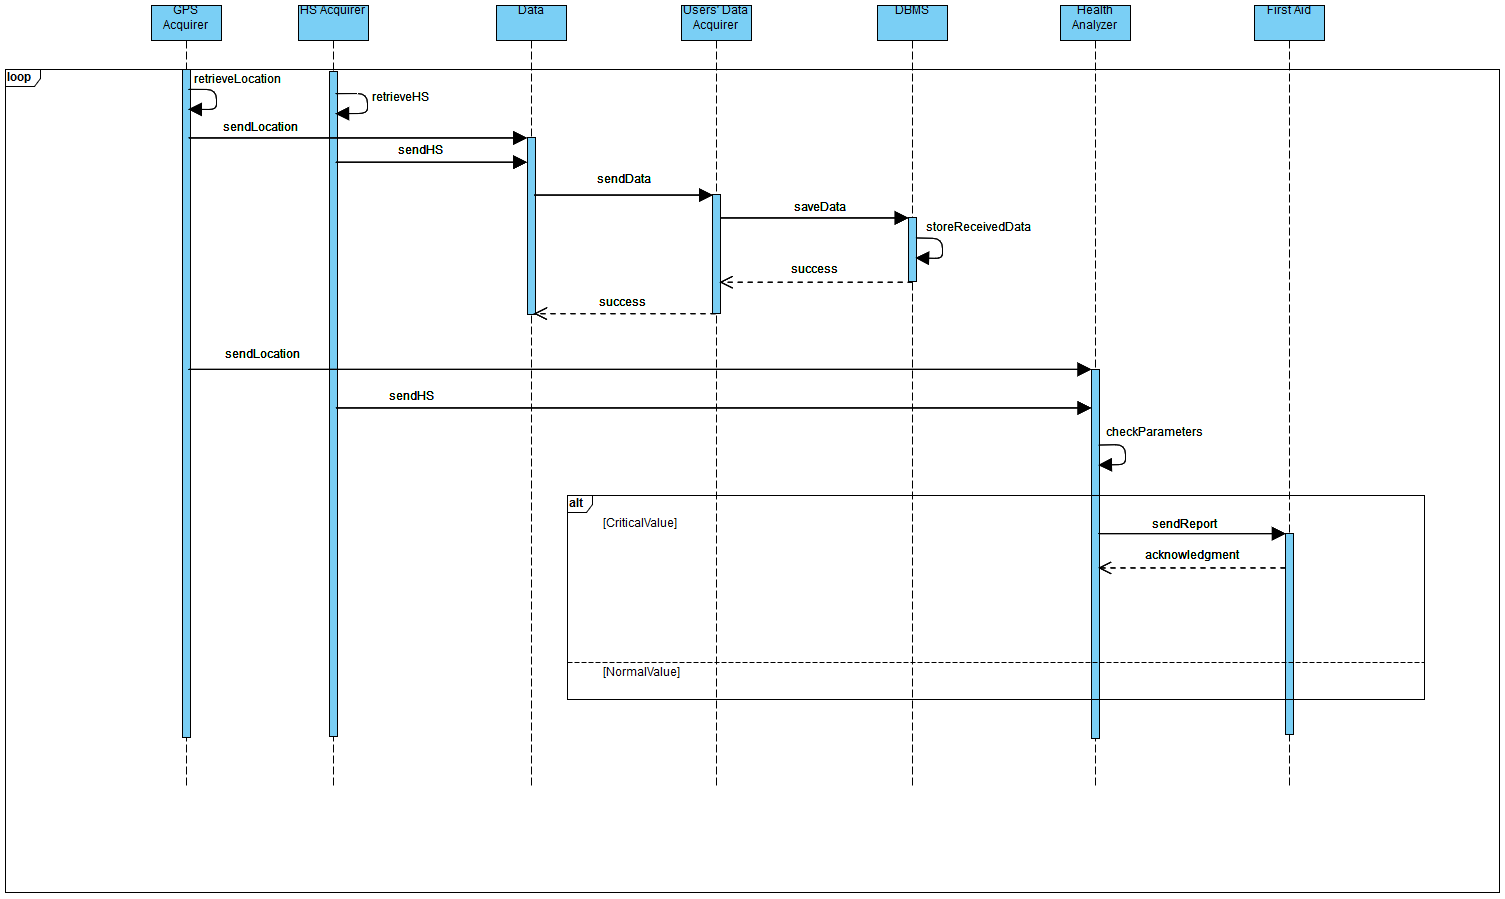 GPS
Acquirer
HS Acquirer
Data
Users' Data
Acquirer
DBMS
Health
Analyzer
First Aid
loop
retrieveLocation
retrieveHS
sendLocation
sendHS
sendData
saveData
storeReceivedData
success
success
sendLocation
sendHS
checkParameters
alt
[CriticalValue]
sendReport
acknowledgment
[NormalValue]